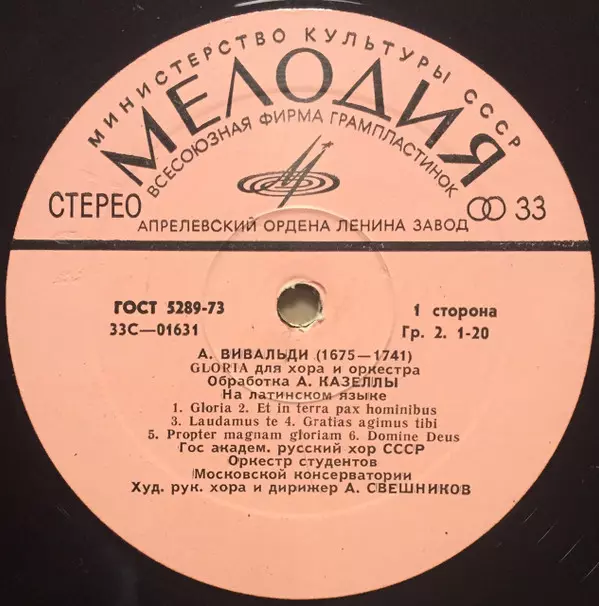 МИНИСТЕРСТВО КУЛЬТУРЫ СССР
МЕЛОДИЯ
ВСЕСОЮЗНАЯ ФИРМА ГРАМПЛАСТИНОК
СТЕРЕО 33
АПРЕЛЕВСКИЙ ОРДЕНА ЛЕНИНА ЗАВОД
ГОСТ 5289-73 1 сторона
33С—01631 Гр. 2. 1-20
А. ВИВАЛЬДИ (1675—1741)
GLORIA для хора и оркестра
Обработка А. КАЗЕЛЛЫ
На латинском языке
1. Gloria 2. Et in terra pax hominibus
3. Laudamus te 4. Gratias agimus tibi
5. Propter magnam gloriam 6. Domine Deus
Гос академ. русский хор СССР
Оркестр студентов
Московской консерватории
Худ. рук. хора и дирижер А. СВЕШНИКОВ